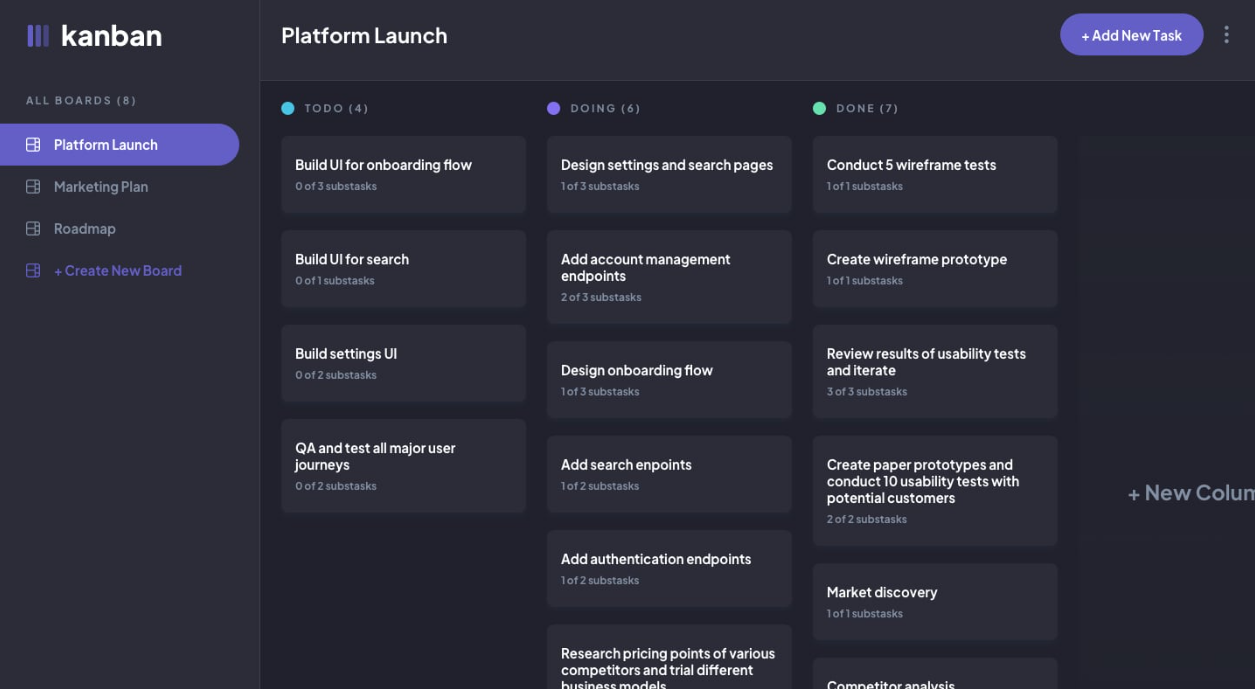 kanban
ALL BOARDS (8)
Platform Launch
Marketing Plan
Roadmap
+ Create New Board
Platform Launch
+ Add New Task
TODO (4)
Build UI for onboarding flow
0 of 3 substasks
Build UI for search
0 of 1 substasks
Build settings UI
0 of 2 substasks
QA and test all major user
journeys
0 of 2 substasks
DOING (6)
Design settings and search pages
1 of 3 substasks
Add account management
endpoints
2 of 3 substasks
Design onboarding flow
1 of 3 substasks
Add search enpoints
1 of 2 substasks
Add authentication endpoints
1 of 2 substasks
Research pricing points of various
competitors and trial different
business models
DONE (7)
Conduct 5 wireframe tests
1 of 1 substasks
Create wireframe prototype
1 of 1 substasks
Review results of usability tests
and iterate
3 of 3 substasks
Create paper prototypes and
conduct 10 usability tests with
potential customers
2 of 2 substasks
Market discovery
1 of 1 substasks
Competitor analysis
+ New Colum